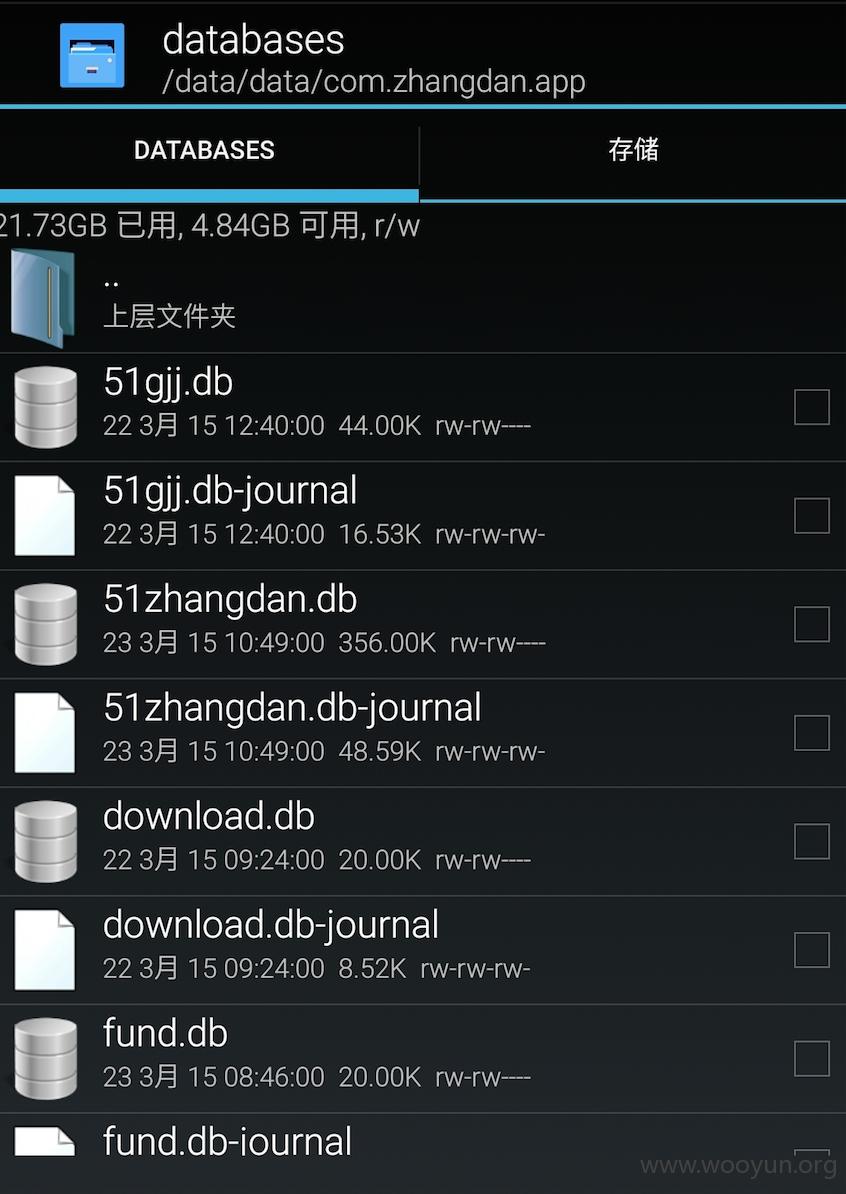 databases
/data/data/com.zhangdan.app
DATABASES
存储
21.73GB 已用, 4.84GB 可用, r/w
..
上层文件夹
51gjj.db
22 3月 15 12:40:00 44.00K rw-rw----
51gjj.db-journal
22 3月 15 12:40:00 16.53K rw-rw-rw-
51zhangdan.db
23 3月 15 10:49:00 356.00K rw-rw----
51zhangdan.db-journal
23 3月 15 10:49:00 48.59K rw-rw-rw-
download.db
22 3月 15 09:24:00 20.00K rw-rw----
download.db-journal
22 3月 15 09:24:00 8.52K rw-rw-rw-
fund.db
23 3月 15 08:46:00 20.00K rw-rw----
fund.db-journal
www.wooyun.org